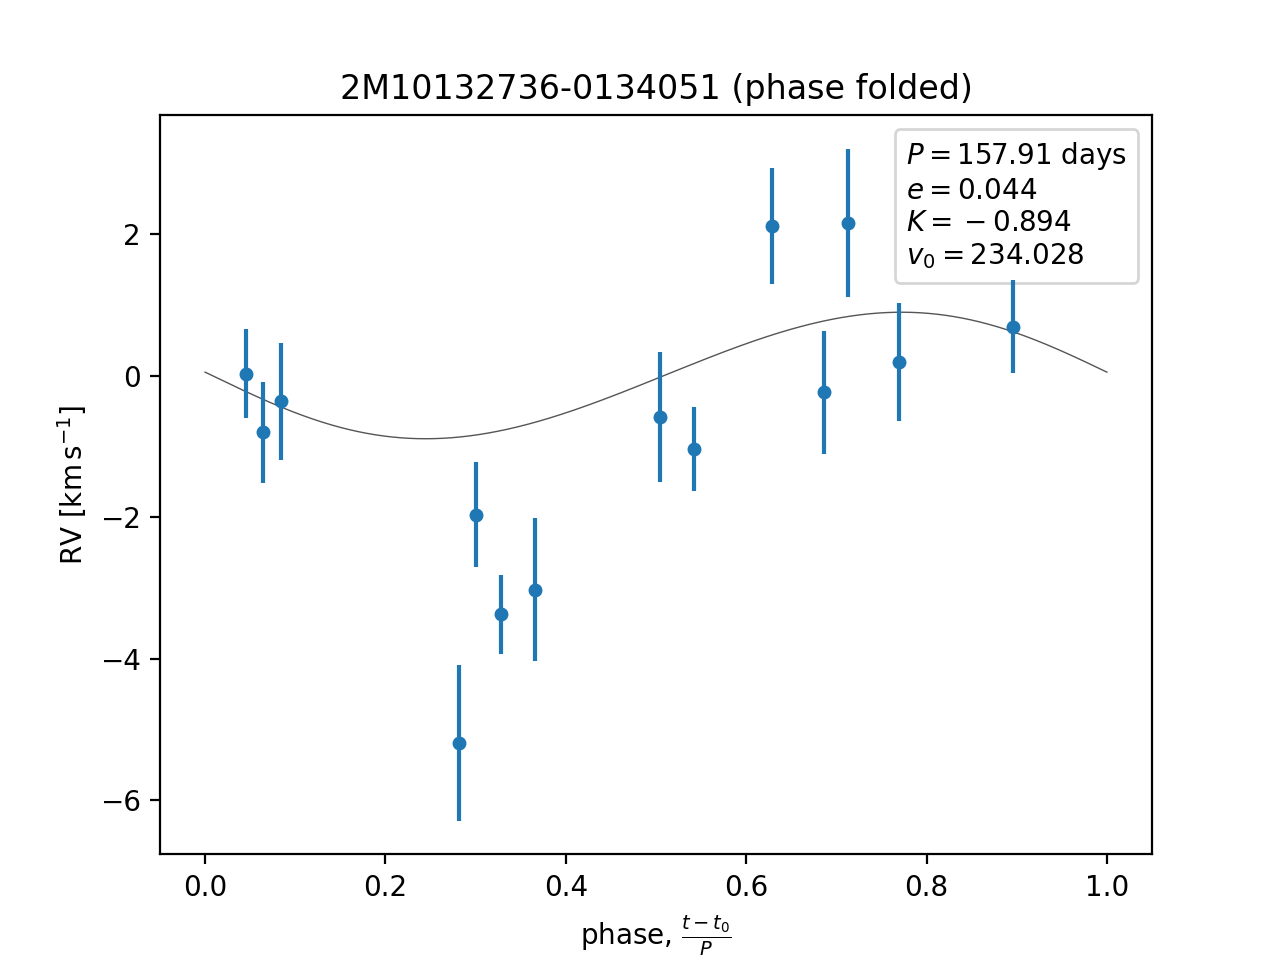 2M10132736-0134051 (phase folded)
P = 157.91 days
e = 0.044
K = −0.894
v₀ = 234.028
2
0
−2
−4
−6
RV [km s⁻¹]
0.0 0.2 0.4 0.6 0.8 1.0
phase, (t − t₀)/P